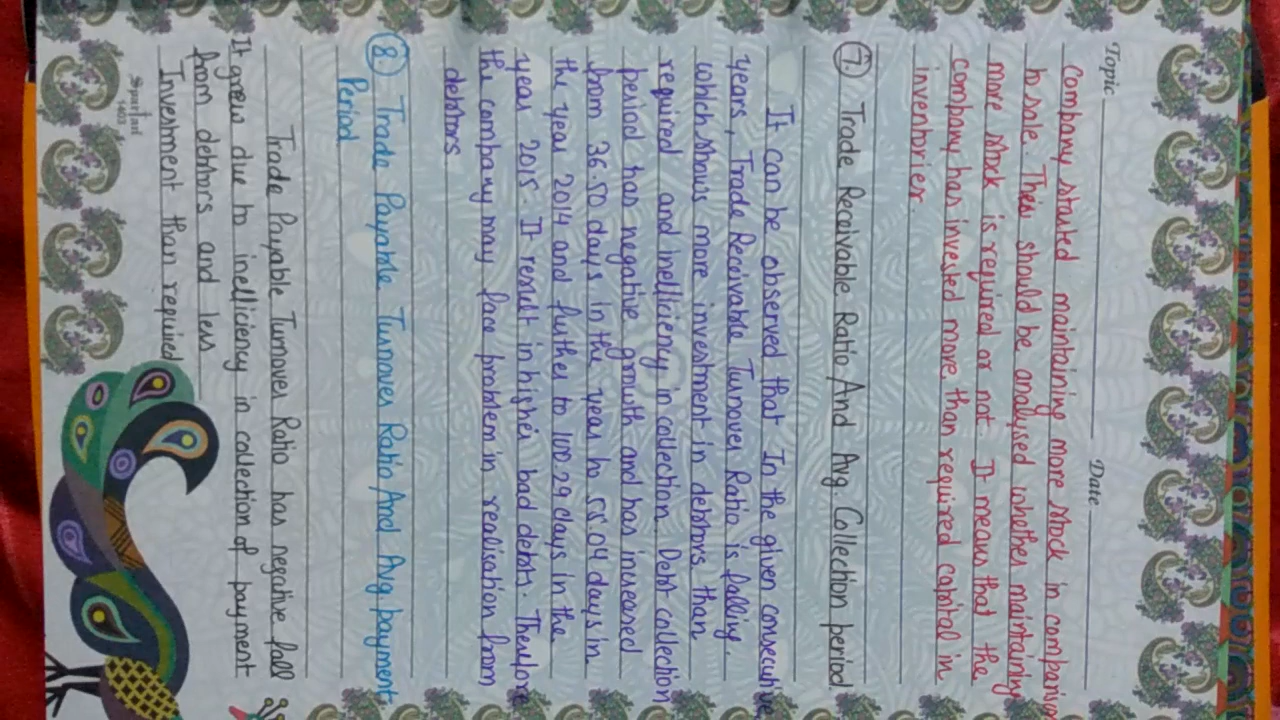 Topic
Date
Company started maintaining more stock in comparison
to sale. This should be analysed whether maintaining
more stock is required or not. It means that the
company has invested more than required capital in
inventories.
7. Trade Receivable Ratio And Avg. Collection period.
It can be observed that In the given consecutive
years, Trade Receivable Turnover Ratio is falling
which shows more investment in debtors than
required and inefficiency in collection. Debt collection
period has negative growth and has increased
from 36.50 days in the year to 55.04 days in
the year 2014 and futher to 100.29 days in the
year 2015. It result in higher bad debts. Therefore
the company may face problem in realisation from
debtors.
8. Trade Payable Turnover Ratio And Avg payment
Period
Trade Payable Turnover Ratio has negative fall
It grew due to inefficiency in collection of payment
from debtors and less
Investment than required
Spartan
1403